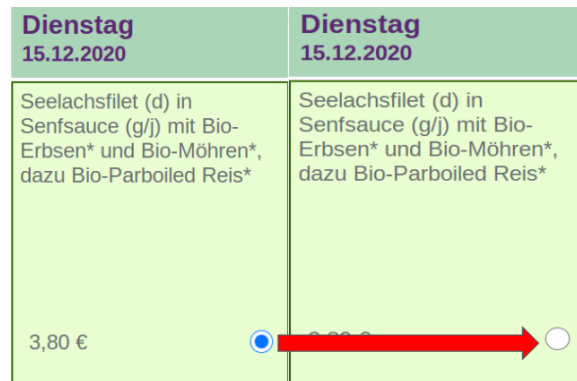 Dienstag
15.12.2020
Seelachsfilet (d) in
Senfsauce (g/j) mit Bio-
Erbsen* und Bio-Möhren*,
dazu Bio-Parboiled Reis*
3,80 €
Dienstag
15.12.2020
Seelachsfilet (d) in
Senfsauce (g/j) mit Bio-
Erbsen* und Bio-Möhren*,
dazu Bio-Parboiled Reis*